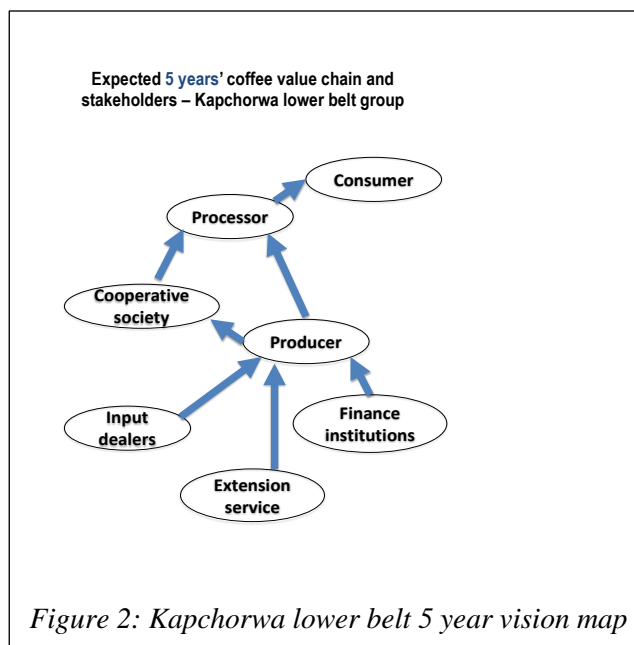 Expected 5 years’ coffee value chain and
stakeholders – Kapchorwa lower belt group
Consumer
Processor
Cooperative
society
Producer
Input
dealers
Finance
institutions
Extension
service
Figure 2: Kapchorwa lower belt 5 year vision map